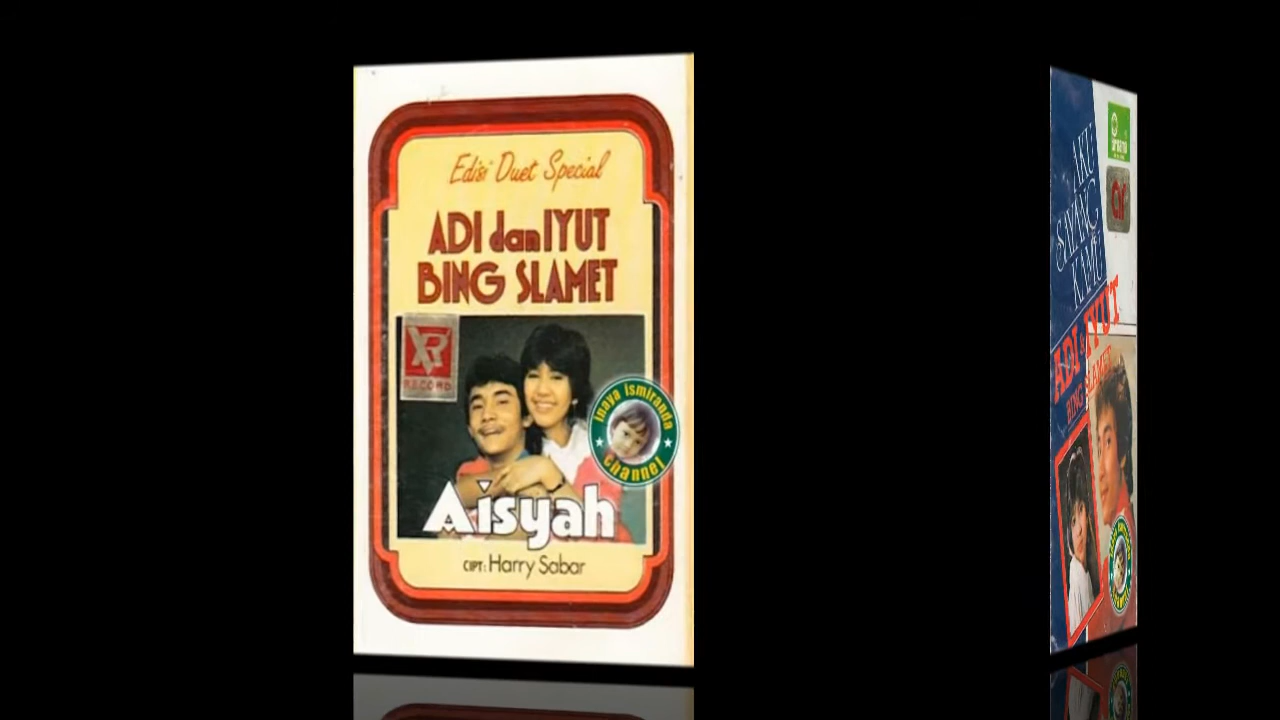 Edisi Duet Special
ADI dan IYUT
BING SLAMET
XR
RECORD
inaya ismiranda
channel
Aisyah
CIPT: Harry Sabar
AKU
SAYANG
KAMU
ADI & IYUT
BING SLAMET